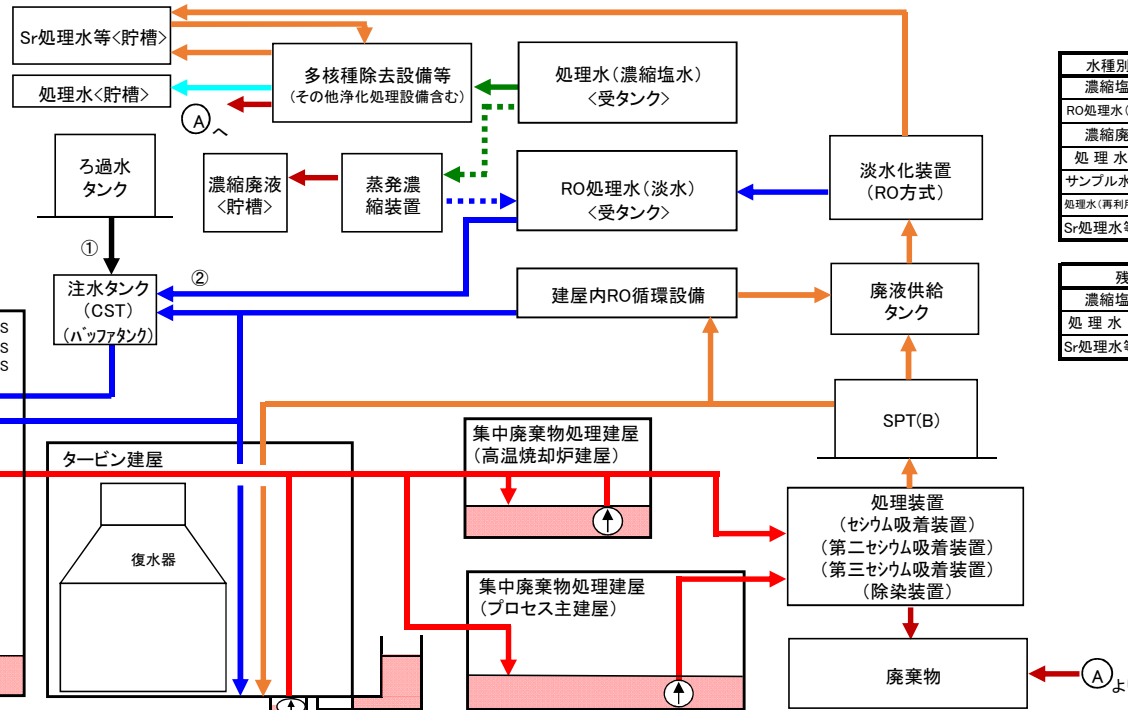 Sr処理水等<貯槽>
処理水<貯槽>
多核種除去設備等
(その他浄化処理設備含む)
処理水(濃縮塩水)
<受タンク>
A
へ
ろ過水
タンク
濃縮廃液
<貯槽>
蒸発濃
縮装置
RO処理水(淡水)
<受タンク>
淡水化装置
(RO方式)
①
②
注水タンク
(CST)
(バッファタンク)
建屋内RO循環設備
廃液供給
タンク
SPT(B)
S
S
S
タービン建屋
復水器
集中廃棄物処理建屋
(高温焼却炉建屋)
集中廃棄物処理建屋
(プロセス主建屋)
処理装置
(セシウム吸着装置)
(第二セシウム吸着装置)
(第三セシウム吸着装置)
(除染装置)
廃棄物
A
よ
水種別
濃縮塩
RO処理水(
濃縮廃
処理水
サンプル水
処理水(再利用
Sr処理水等
残
濃縮塩
処理水
Sr処理水等